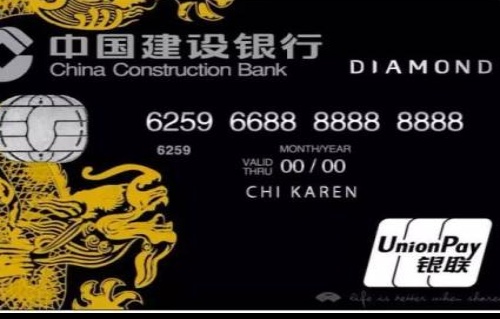 中国建设银行
China Construction Bank
DIAMOND
6259 6688 8888 8888
6259
MONTH/YEAR
VALID THRU 00/00
CHI KAREN
UnionPay
银联
life is better when shared